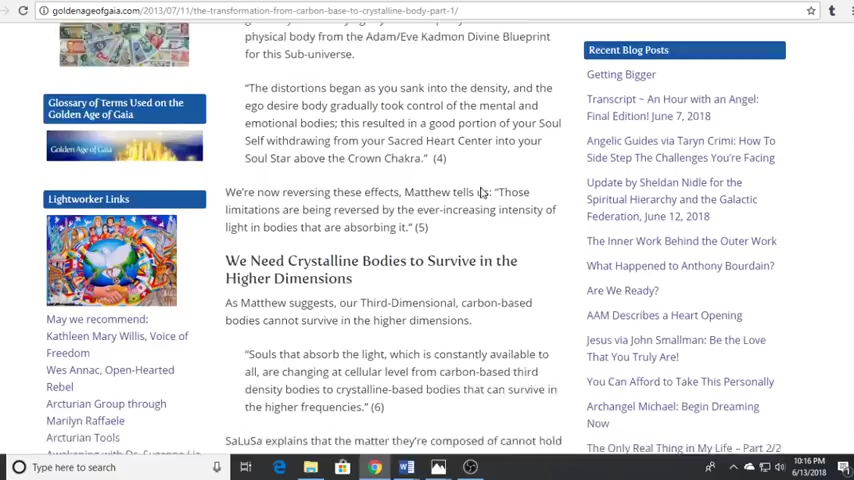 goldenageofgaia.com/2013/07/11/the-transformation-from-carbon-base-to-crystalline-body-part-1/
physical body from the Adam/Eve Kadmon Divine Blueprint
for this Sub-universe.
“The distortions began as you sank into the density, and the
ego desire body gradually took control of the mental and
emotional bodies; this resulted in a good portion of your Soul
Self withdrawing from your Sacred Heart Center into your
Soul Star above the Crown Chakra.” (4)
We’re now reversing these effects, Matthew tells us: “Those
limitations are being reversed by the ever-increasing intensity of
light in bodies that are absorbing it.” (5)
We Need Crystalline Bodies to Survive in the
Higher Dimensions
As Matthew suggests, our Third-Dimensional, carbon-based
bodies cannot survive in the higher dimensions.
“Souls that absorb the light, which is constantly available to
all, are changing at cellular level from carbon-based third
density bodies to crystalline-based bodies that can survive in
the higher frequencies.” (6)
SaLuSa explains that the matter they’re composed of cannot hold
Glossary of Terms Used on the
Golden Age of Gaia
Golden Age of Gaia
Lightworker Links
May we recommend:
Kathleen Mary Willis, Voice of
Freedom
Wes Annac, Open-Hearted
Rebel
Arcturian Group through
Marilyn Raffaele
Arcturian Tools
Awakening with Dr. Suzanne Lie
Recent Blog Posts
Getting Bigger
Transcript ~ An Hour with an Angel:
Final Edition! June 7, 2018
Angelic Guides via Taryn Crimi: How To
Side Step The Challenges You’re Facing
Update by Sheldan Nidle for the
Spiritual Hierarchy and the Galactic
Federation, June 12, 2018
The Inner Work Behind the Outer Work
What Happened to Anthony Bourdain?
Are We Ready?
AAM Describes a Heart Opening
Jesus via John Smallman: Be the Love
That You Truly Are!
You Can Afford to Take This Personally
Archangel Michael: Begin Dreaming
Now
The Only Real Thing in My Life – Part 2/2
Type here to search
10:16 PM
6/13/2018